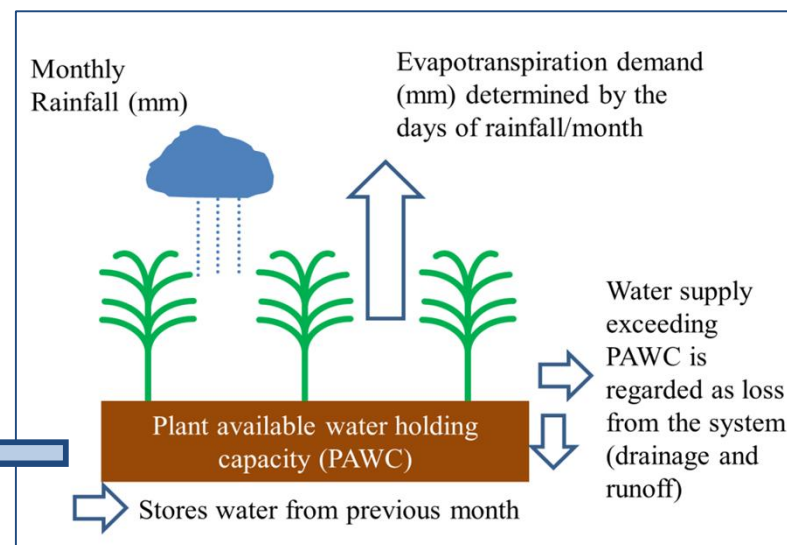 Monthly
Rainfall (mm)
Evapotranspiration demand
(mm) determined by the
days of rainfall/month
Water supply
exceeding
PAWC is
regarded as loss
from the system
(drainage and
runoff)
Plant available water holding
capacity (PAWC)
Stores water from previous month